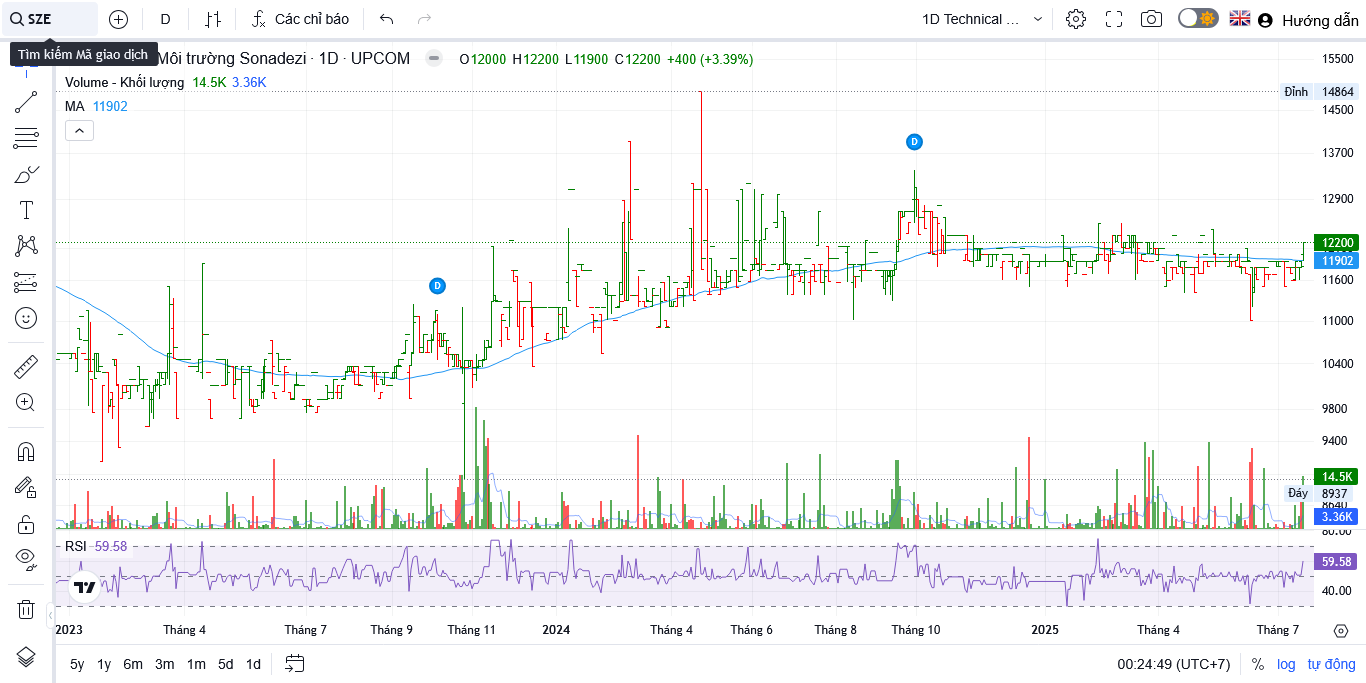 SZE
D
Các chỉ báo
1D Technical ...
Hướng dẫn
Tìm kiếm Mã giao dịch
Môi trường Sonadezi · 1D · UPCOM
O12000 H12200 L11900 C12200 +400 (+3.39%)
Volume - Khối lượng 14.5K 3.36K
MA 11902
D
D
15500
Đỉnh 14864
14500
13700
12900
12200
11902
11600
11000
10400
9800
9400
14.5K
Đáy 8937
8640
3.36K
60.00
RSI 59.58
59.58
40.00
2023 Tháng 4 Tháng 7 Tháng 9 Tháng 11 2024 Tháng 4 Tháng 6 Tháng 8 Tháng 10 2025 Tháng 4 Tháng 7
5y 1y 6m 3m 1m 5d 1d
00:24:49 (UTC+7) % log tự động